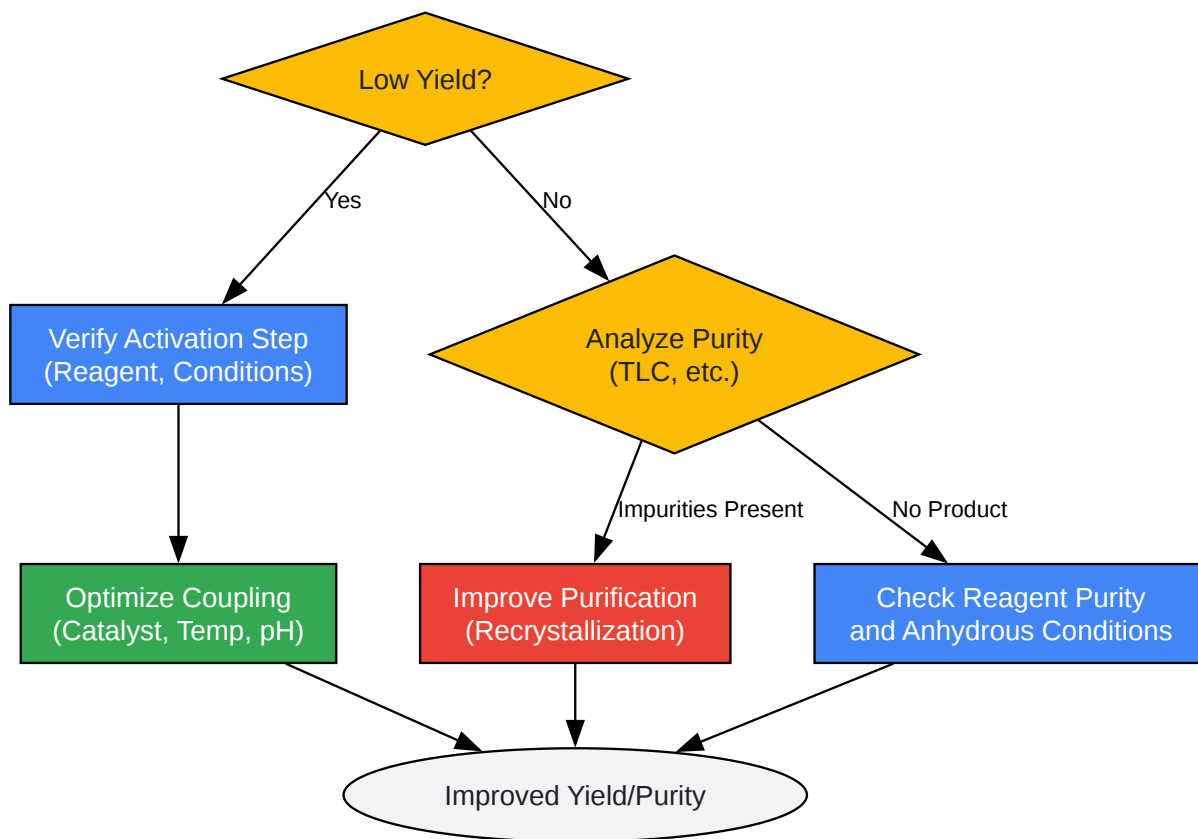 Low Yield?
Yes
No
Verify Activation Step
(Reagent, Conditions)
Analyze Purity
(TLC, etc.)
Impurities Present
No Product
Optimize Coupling
(Catalyst, Temp, pH)
Improve Purification
(Recrystallization)
Check Reagent Purity
and Anhydrous Conditions
Improved Yield/Purity